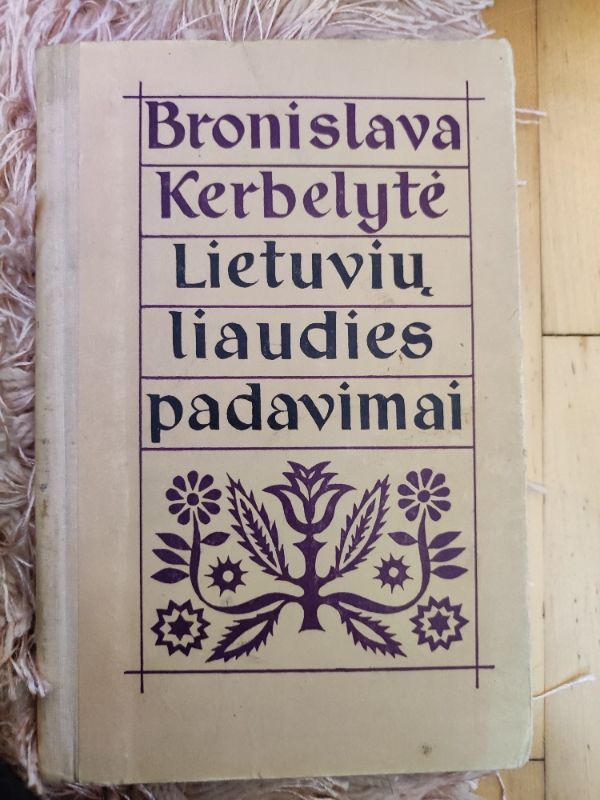 Bronislava
Kerbelytė
Lietuvių
liaudies
padavimai